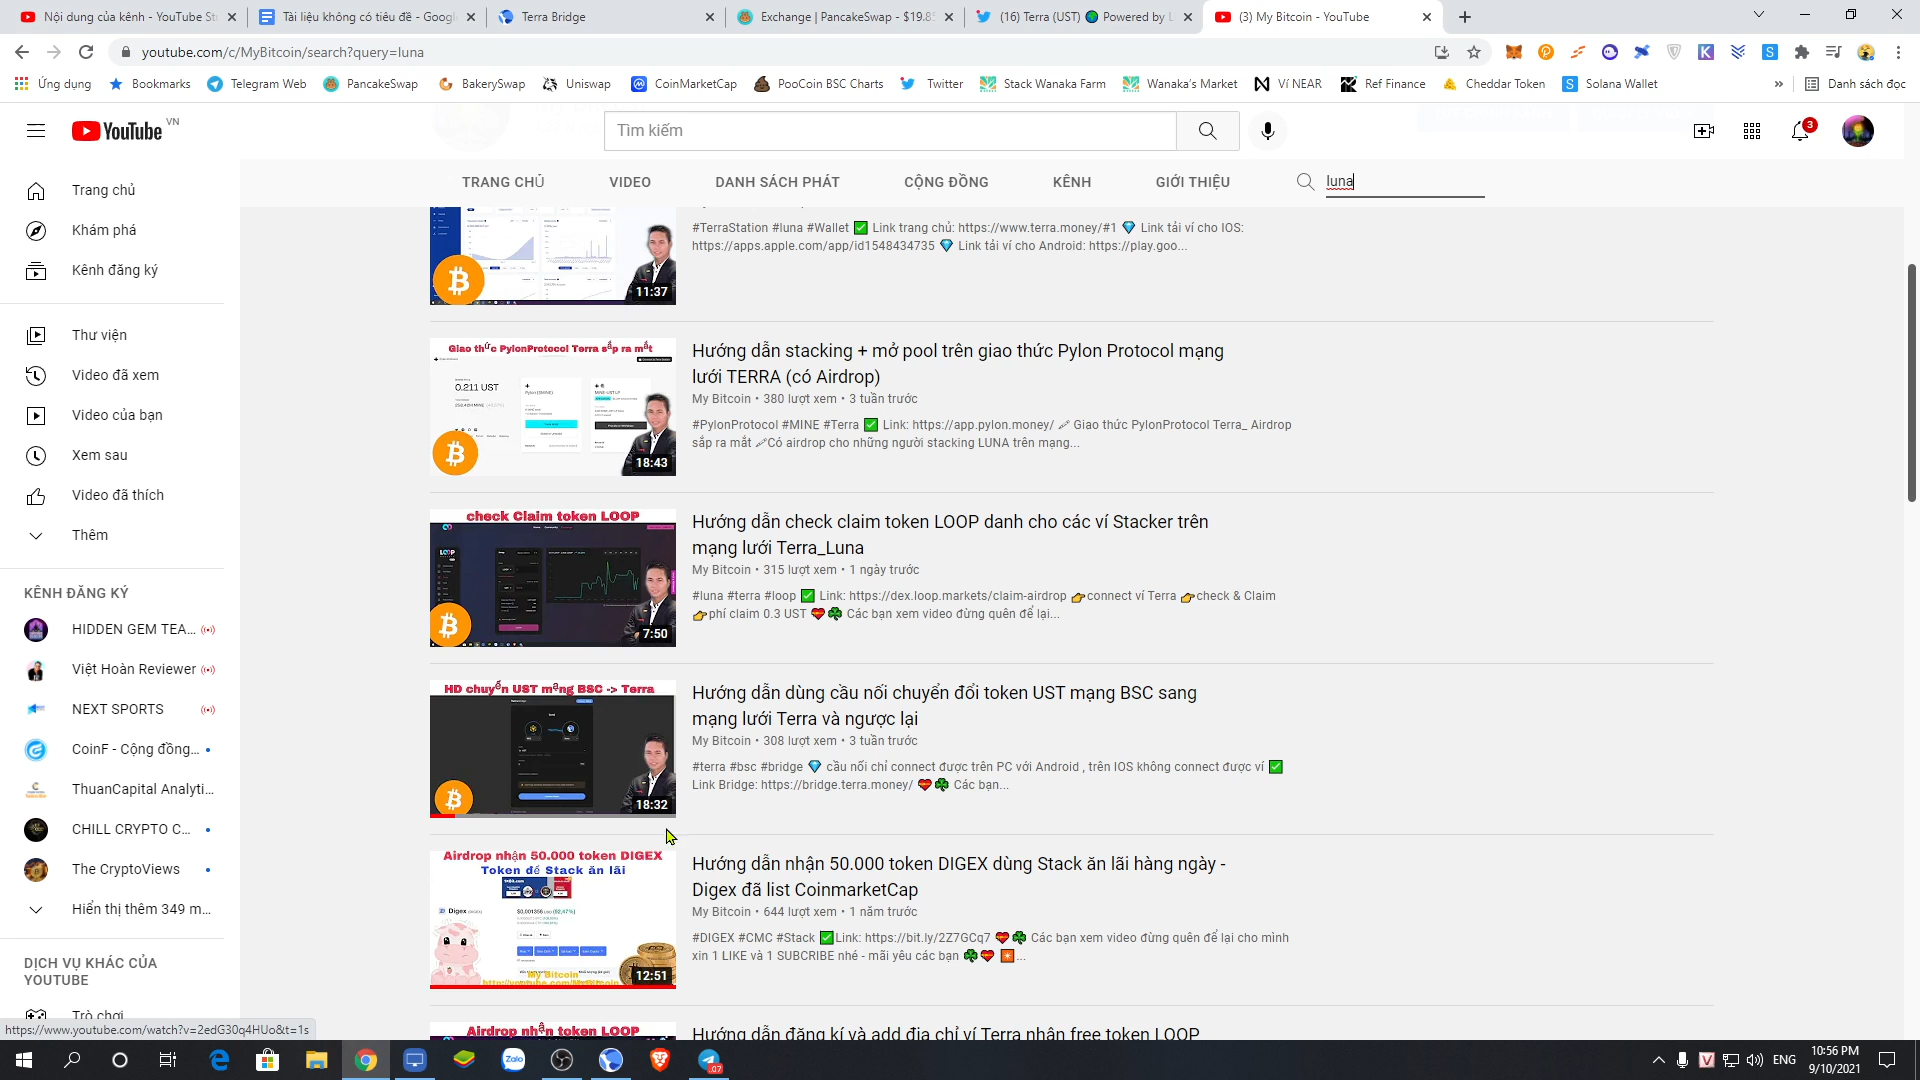 Nội dung của kênh - YouTube St
Tài liệu không có tiêu đề - Googl
Terra Bridge
Exchange | PancakeSwap - $19.8
(16) Terra (UST) 🌍 Powered by L
(3) My Bitcoin - YouTube
youtube.com/c/MyBitcoin/search?query=luna
Ứng dụng
Bookmarks
Telegram Web
PancakeSwap
BakerySwap
Uniswap
CoinMarketCap
PooCoin BSC Charts
Twitter
Stack Wanaka Farm
Wanaka's Market
Ví NEAR
Ref Finance
Cheddar Token
Solana Wallet
»
Danh sách đọc
YouTube VN
Tìm kiếm
3
TRANG CHỦ
VIDEO
DANH SÁCH PHÁT
CỘNG ĐỒNG
KÊNH
GIỚI THIỆU
luna
Trang chủ
Khám phá
Kênh đăng ký
Thư viện
Video đã xem
Video của bạn
Xem sau
Video đã thích
Thêm
KÊNH ĐĂNG KÝ
HIDDEN GEM TEA...
Việt Hoàn Reviewer
NEXT SPORTS
CoinF - Cộng đồng...
ThuanCapital Analyti...
CHILL CRYPTO C...
The CryptoViews
Hiển thị thêm 349 m...
DỊCH VỤ KHÁC CỦA
YOUTUBE
Trò chơi
https://www.youtube.com/watch?v=2edG30q4HUo&t=1s
11:37
#TerraStation #luna #Wallet ✅ Link trang chủ: https://www.terra.money/#1 💎 Link tải ví cho IOS:
https://apps.apple.com/app/id1548434735 💎 Link tải ví cho Android: https://play.goo...
Giao thức PylonProtocol Terra sắp ra mắt
0.211 UST
18:43
Hướng dẫn stacking + mở pool trên giao thức Pylon Protocol mạng
lưới TERRA (có Airdrop)
My Bitcoin • 380 lượt xem • 3 tuần trước
#PylonProtocol #MINE #Terra ✅ Link: https://app.pylon.money/ Giao thức PylonProtocol Terra_ Airdrop
sắp ra mắt Có airdrop cho những người stacking LUNA trên mạng...
check Claim token LOOP
7:50
Hướng dẫn check claim token LOOP danh cho các ví Stacker trên
mạng lưới Terra_Luna
My Bitcoin • 315 lượt xem • 1 ngày trước
#luna #terra #loop ✅ Link: https://dex.loop.markets/claim-airdrop 👉connect ví Terra 👉check & Claim
👉phí claim 0.3 UST 💝🍀 Các bạn xem video đừng quên để lại...
HD chuyển UST mạng BSC -> Terra
18:32
Hướng dẫn dùng cầu nối chuyển đổi token UST mạng BSC sang
mạng lưới Terra và ngược lại
My Bitcoin • 308 lượt xem • 3 tuần trước
#terra #bsc #bridge 💎 cầu nối chỉ connect được trên PC với Android , trên IOS không connect được ví ✅
Link Bridge: https://bridge.terra.money/ 💝🍀 Các bạn...
Airdrop nhận 50.000 token DIGEX
Token để Stack ăn lãi
My Bitcoin
12:51
Hướng dẫn nhận 50.000 token DIGEX dùng Stack ăn lãi hàng ngày -
Digex đã list CoinmarketCap
My Bitcoin • 644 lượt xem • 1 năm trước
#DIGEX #CMC #Stack ✅Link: https://bit.ly/2Z7GCq7 💝🍀 Các bạn xem video đừng quên để lại cho mình
xin 1 LIKE và 1 SUBCRIBE nhé - mãi yêu các bạn 🍀💝 💥...
Airdrop nhận token LOOP
Hướng dẫn đăng kí và add địa chỉ ví Terra nhận free token LOOP
Zalo
ENG
10:56 PM
9/10/2021